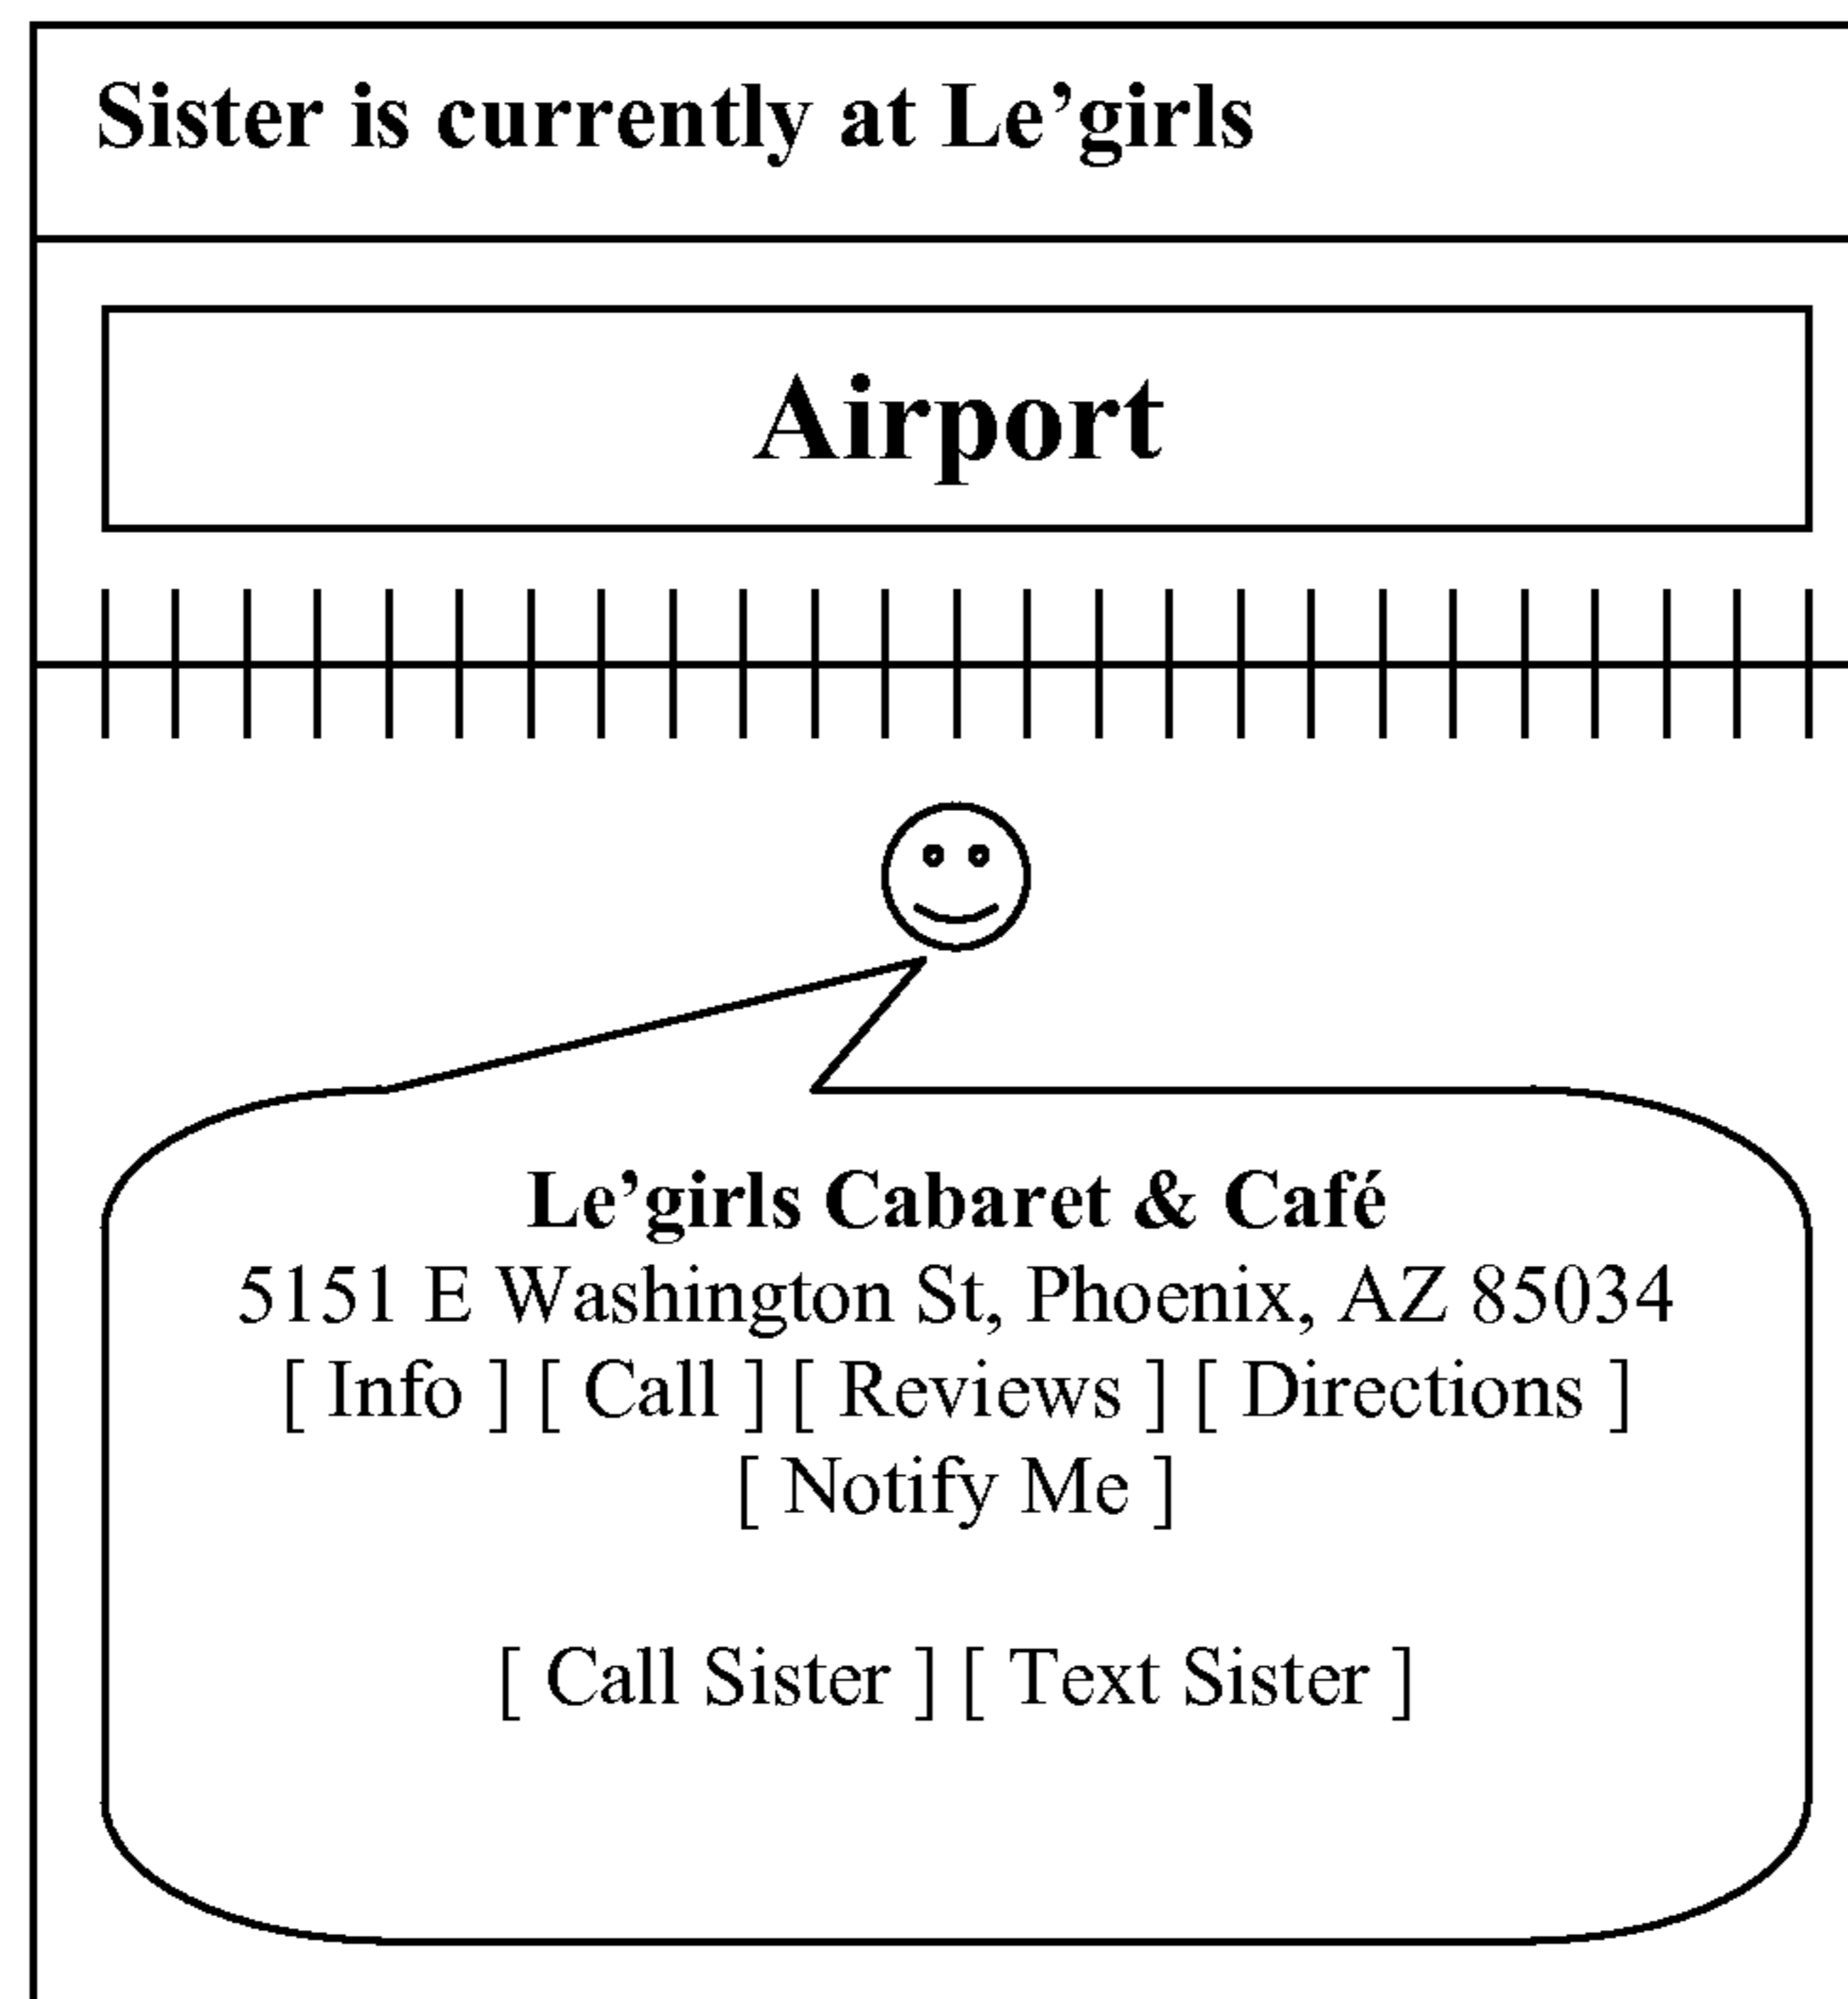 Sister is currently at Le’girls
Airport
Le’girls Cabaret & Café
5151 E Washington St, Phoenix, AZ 85034
[ Info ] [ Call ] [ Reviews ] [ Directions ]
[ Notify Me ]
[ Call Sister ] [ Text Sister ]